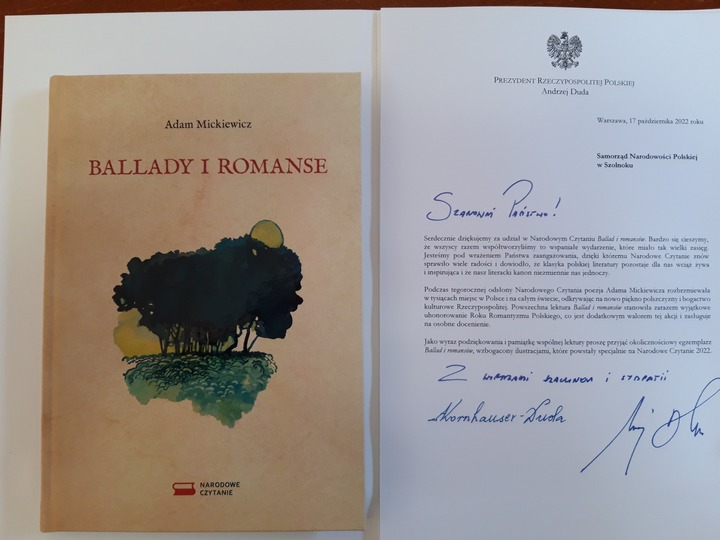 Adam Mickiewicz
BALLADY I ROMANSE
NARODOWE
CZYTANIE
PREZYDENT RZECZYPOSPOLITEJ POLSKIEJ
Andrzej Duda
Warszawa, 17 października 2022 roku
Samorząd Narodowości Polskiej
w Szolnoku
Szanowni Państwo!
Serdecznie dziękujemy za udział w Narodowym Czytaniu Ballad i romansów. Bardzo się cieszymy,
że wszyscy razem współtworzyliśmy to wspaniałe wydarzenie, które miało tak wielki zasięg.
Jesteśmy pod wrażeniem Państwa zaangażowania, dzięki któremu Narodowe Czytanie znów
sprawiło wiele radości i dowiodło, że klasyka polskiej literatury pozostaje dla nas wciąż żywa
i inspirująca i że nasz literacki kanon niezmiennie nas jednoczy.
Podczas tegorocznej odsłony Narodowego Czytania poezja Adama Mickiewicza rozbrzmiewała
w tysiącach miejsc w Polsce i na całym świecie, odkrywając na nowo piękno polszczyzny i bogactwo
kulturowe Rzeczypospolitej. Powszechna lektura Ballad i romansów stanowiła zarazem wyjątkowe
uhonorowanie Roku Romantyzmu Polskiego, co jest dodatkowym walorem tej akcji i zasługuje
na osobne docenienie.
Jako wyraz podziękowania i pamiątkę wspólnej lektury proszę przyjąć okolicznościowy egzemplarz
Ballad i romansów, wzbogacony ilustracjami, które powstały specjalnie na Narodowe Czytanie 2022.
Z wyrazami szacunku i sympatii
Kornhauser-Duda